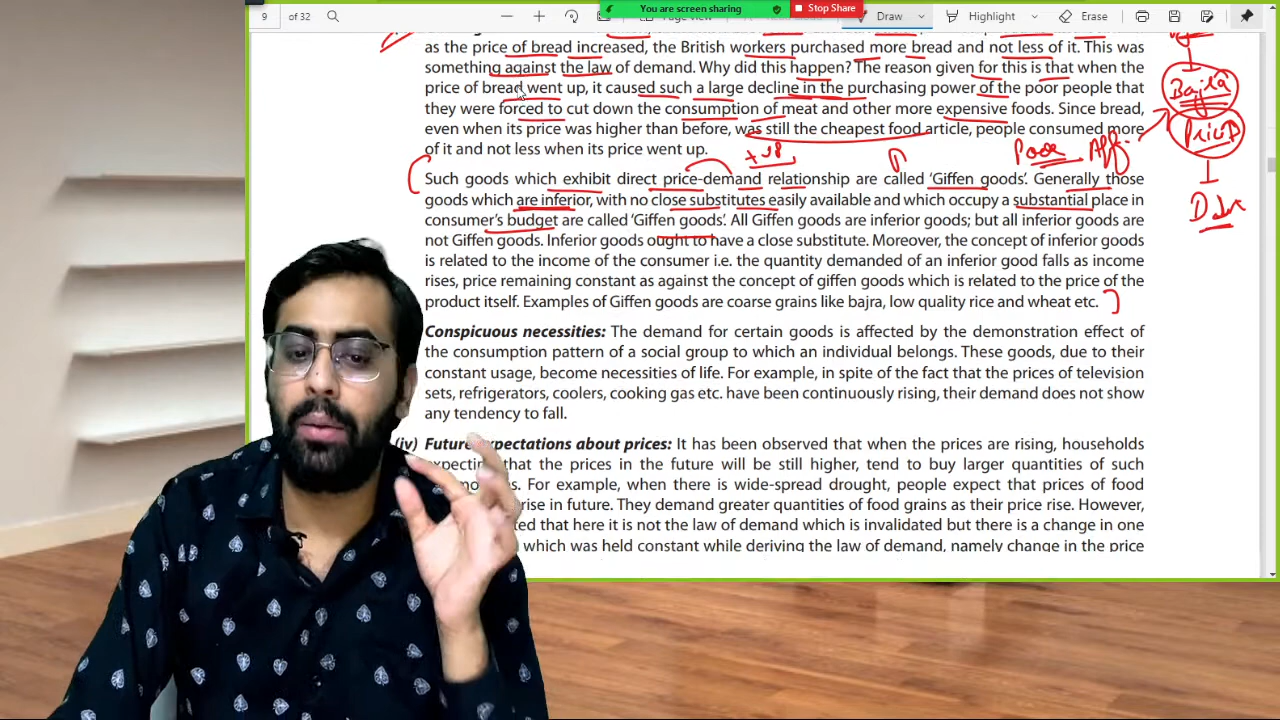 9 of 32
You are screen sharing
Stop Share
Page view
Draw
Highlight
Erase
as the price of bread increased, the British workers purchased more bread and not less of it. This was
something against the law of demand. Why did this happen? The reason given for this is that when the
price of bread went up, it caused such a large decline in the purchasing power of the poor people that
they were forced to cut down the consumption of meat and other more expensive foods. Since bread,
even when its price was higher than before, was still the cheapest food article, people consumed more
of it and not less when its price went up.
Such goods which exhibit direct price-demand relationship are called 'Giffen goods'. Generally those
goods which are inferior, with no close substitutes easily available and which occupy a substantial place in
consumer's budget are called 'Giffen goods'. All Giffen goods are inferior goods; but all inferior goods are
not Giffen goods. Inferior goods ought to have a close substitute. Moreover, the concept of inferior goods
is related to the income of the consumer i.e. the quantity demanded of an inferior good falls as income
rises, price remaining constant as against the concept of giffen goods which is related to the price of the
product itself. Examples of Giffen goods are coarse grains like bajra, low quality rice and wheat etc.
Conspicuous necessities: The demand for certain goods is affected by the demonstration effect of
the consumption pattern of a social group to which an individual belongs. These goods, due to their
constant usage, become necessities of life. For example, in spite of the fact that the prices of television
sets, refrigerators, coolers, cooking gas etc. have been continuously rising, their demand does not show
any tendency to fall.
(iv) Future expectations about prices: It has been observed that when the prices are rising, households
expecting that the prices in the future will be still higher, tend to buy larger quantities of such
For example, when there is wide-spread drought, people expect that prices of food
rise in future. They demand greater quantities of food grains as their price rise. However,
that here it is not the law of demand which is invalidated but there is a change in one
which was held constant while deriving the law of demand, namely change in the price
Poor
Aff.
Price